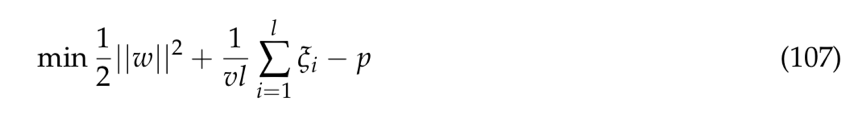 min 1/2 ||w||² + 1/vl ∑_{i=1}^{l} ξ_i − p (107)